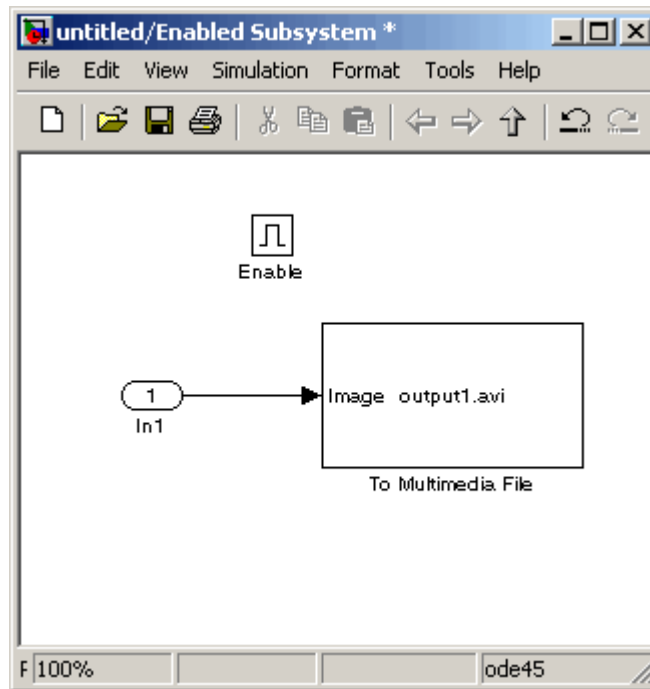 untitled/Enabled Subsystem *
File Edit View Simulation Format Tools Help
Enable
1
In1
Image output1.avi
To Multimedia File
F 100% ode45